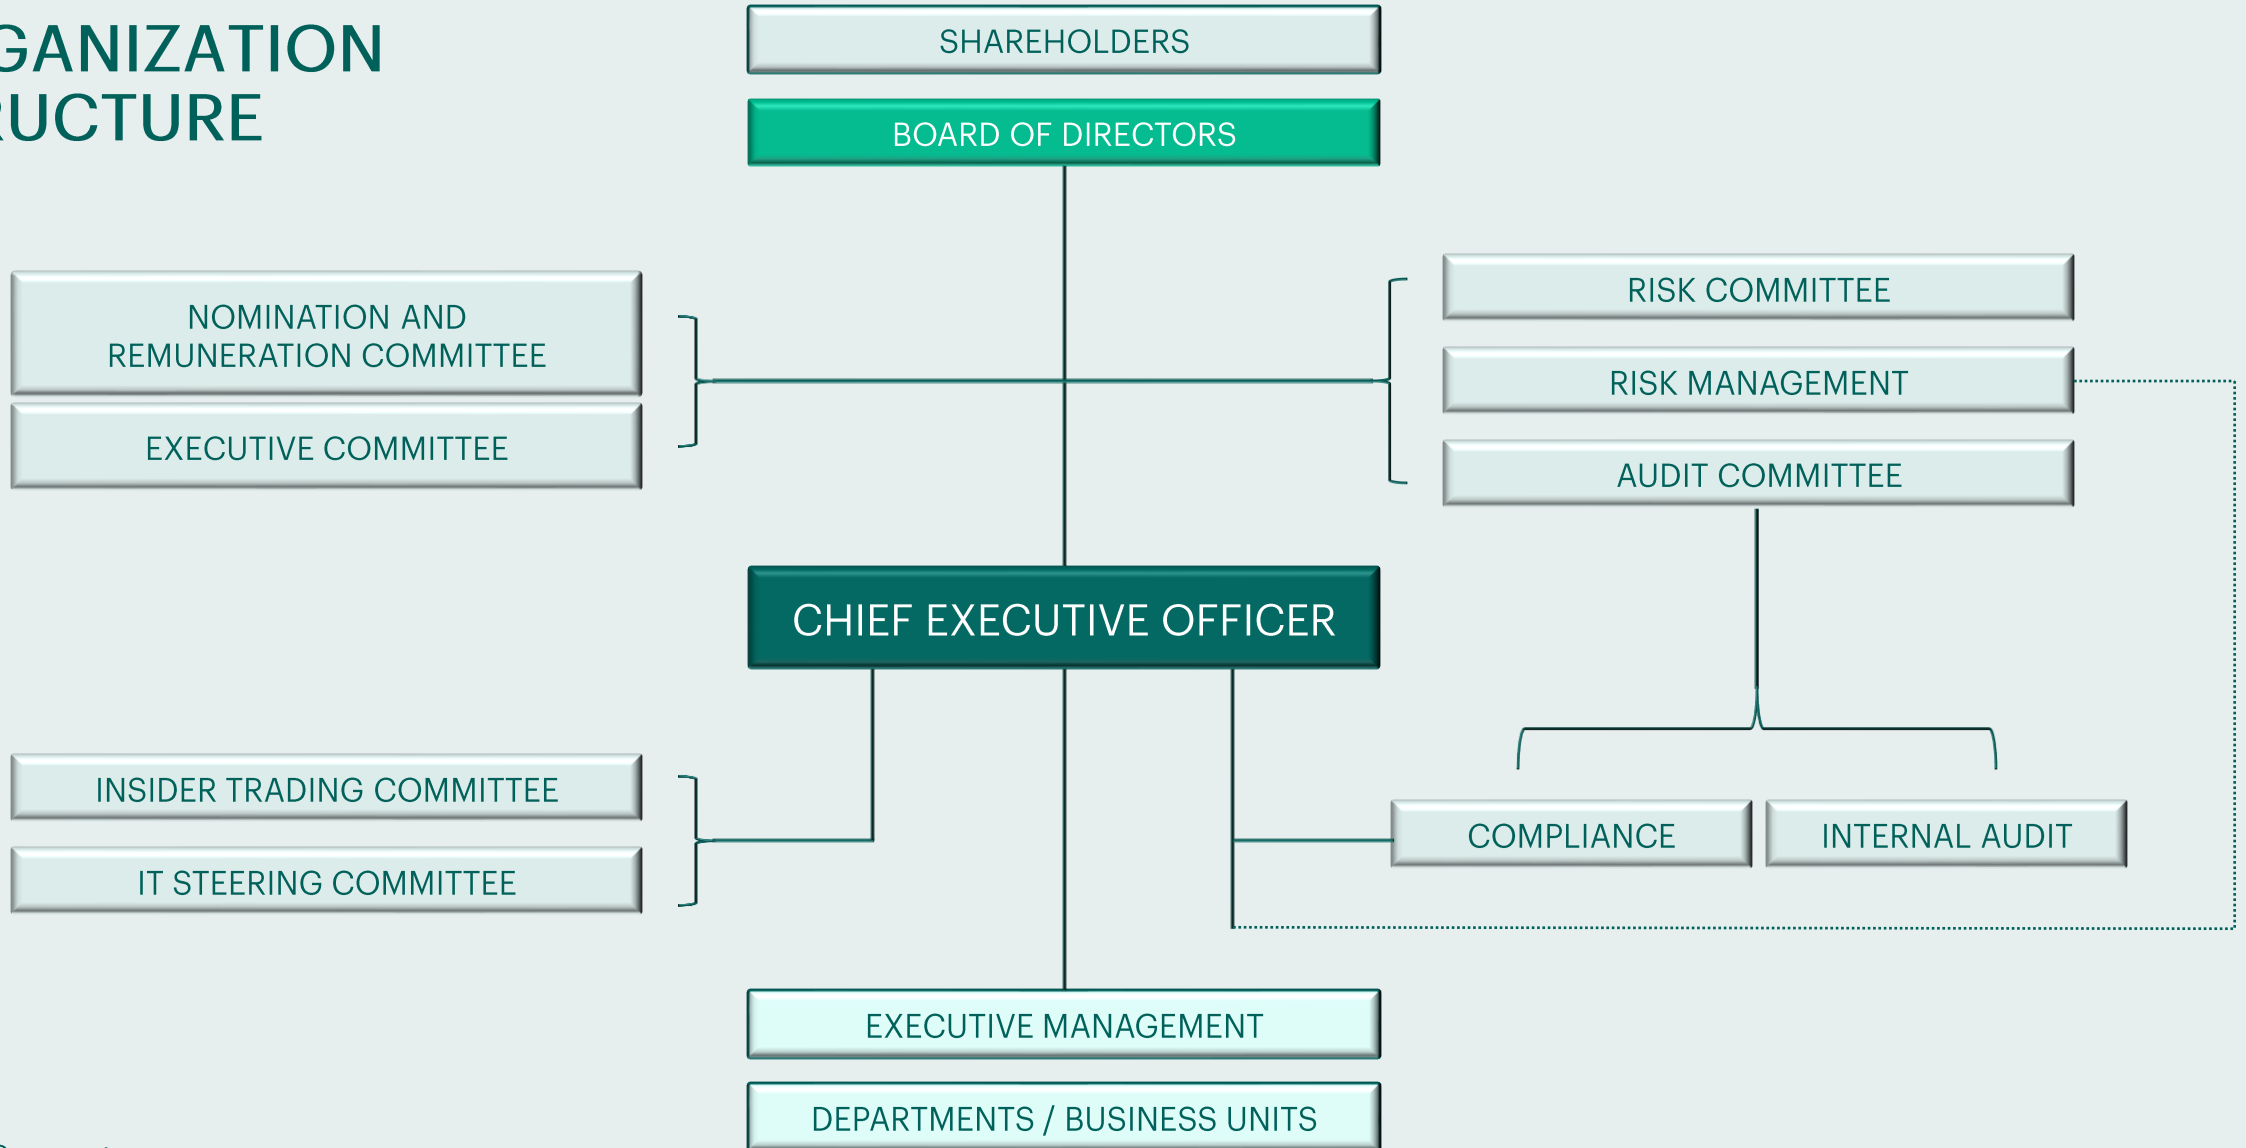 GANIZATION
RUCTURE
SHAREHOLDERS
BOARD OF DIRECTORS
NOMINATION AND
REMUNERATION COMMITTEE
EXECUTIVE COMMITTEE
RISK COMMITTEE
RISK MANAGEMENT
AUDIT COMMITTEE
CHIEF EXECUTIVE OFFICER
INSIDER TRADING COMMITTEE
IT STEERING COMMITTEE
COMPLIANCE
INTERNAL AUDIT
EXECUTIVE MANAGEMENT
DEPARTMENTS / BUSINESS UNITS